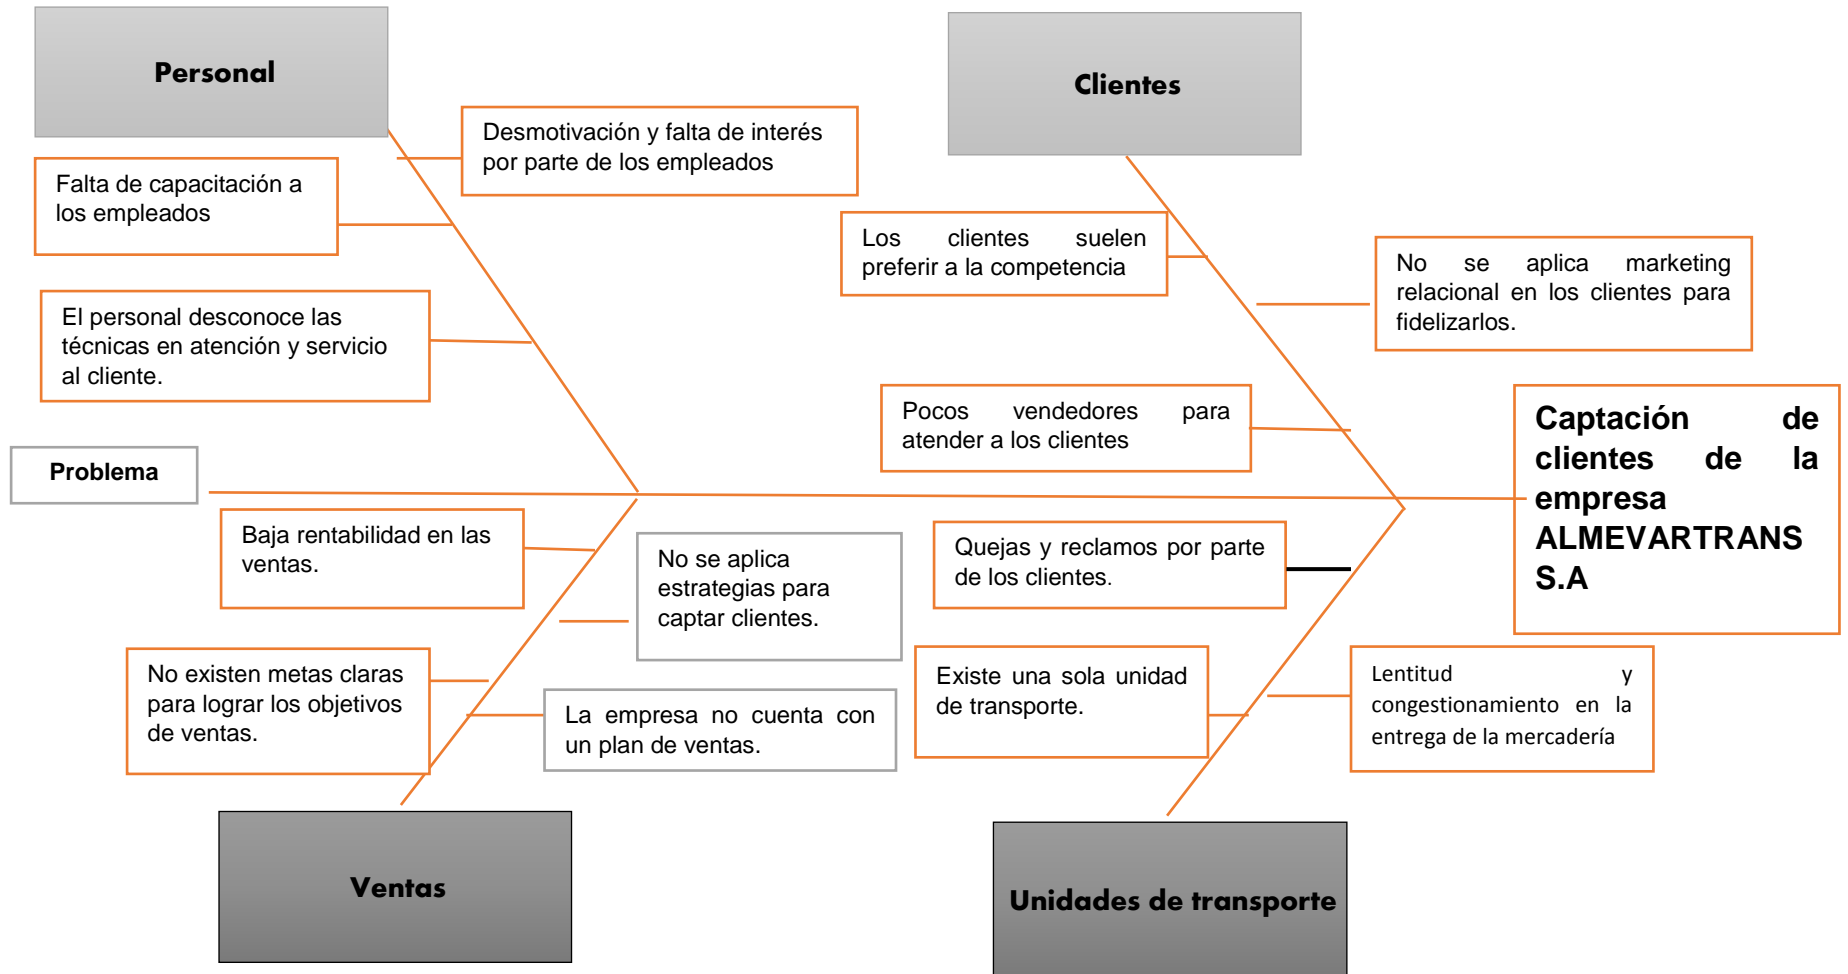 Personal
Clientes
Desmotivación y falta de interés
por parte de los empleados
Falta de capacitación a
los empleados
Los clientes suelen
preferir a la competencia
No se aplica marketing
relacional en los clientes para
fidelizarlos.
El personal desconoce las
técnicas en atención y servicio
al cliente.
Pocos vendedores para
atender a los clientes
Captación de
clientes de la
empresa
ALMEVARTRANS
S.A
Problema
Baja rentabilidad en las
ventas.
No se aplica
estrategias para
captar clientes.
Quejas y reclamos por parte
de los clientes.
No existen metas claras
para lograr los objetivos
de ventas.
La empresa no cuenta con
un plan de ventas.
Existe una sola unidad
de transporte.
Lentitud y
congestionamiento en la
entrega de la mercadería
Ventas
Unidades de transporte